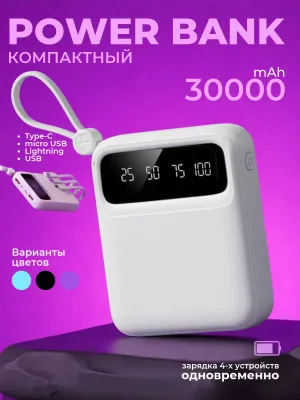 POWER BANK
КОМПАКТНЫЙ
mAh
30000
Type-C
micro USB
Lightning
USB
25 50 75 100
Варианты
цветов
зарядка 4-х устройств
одновременно